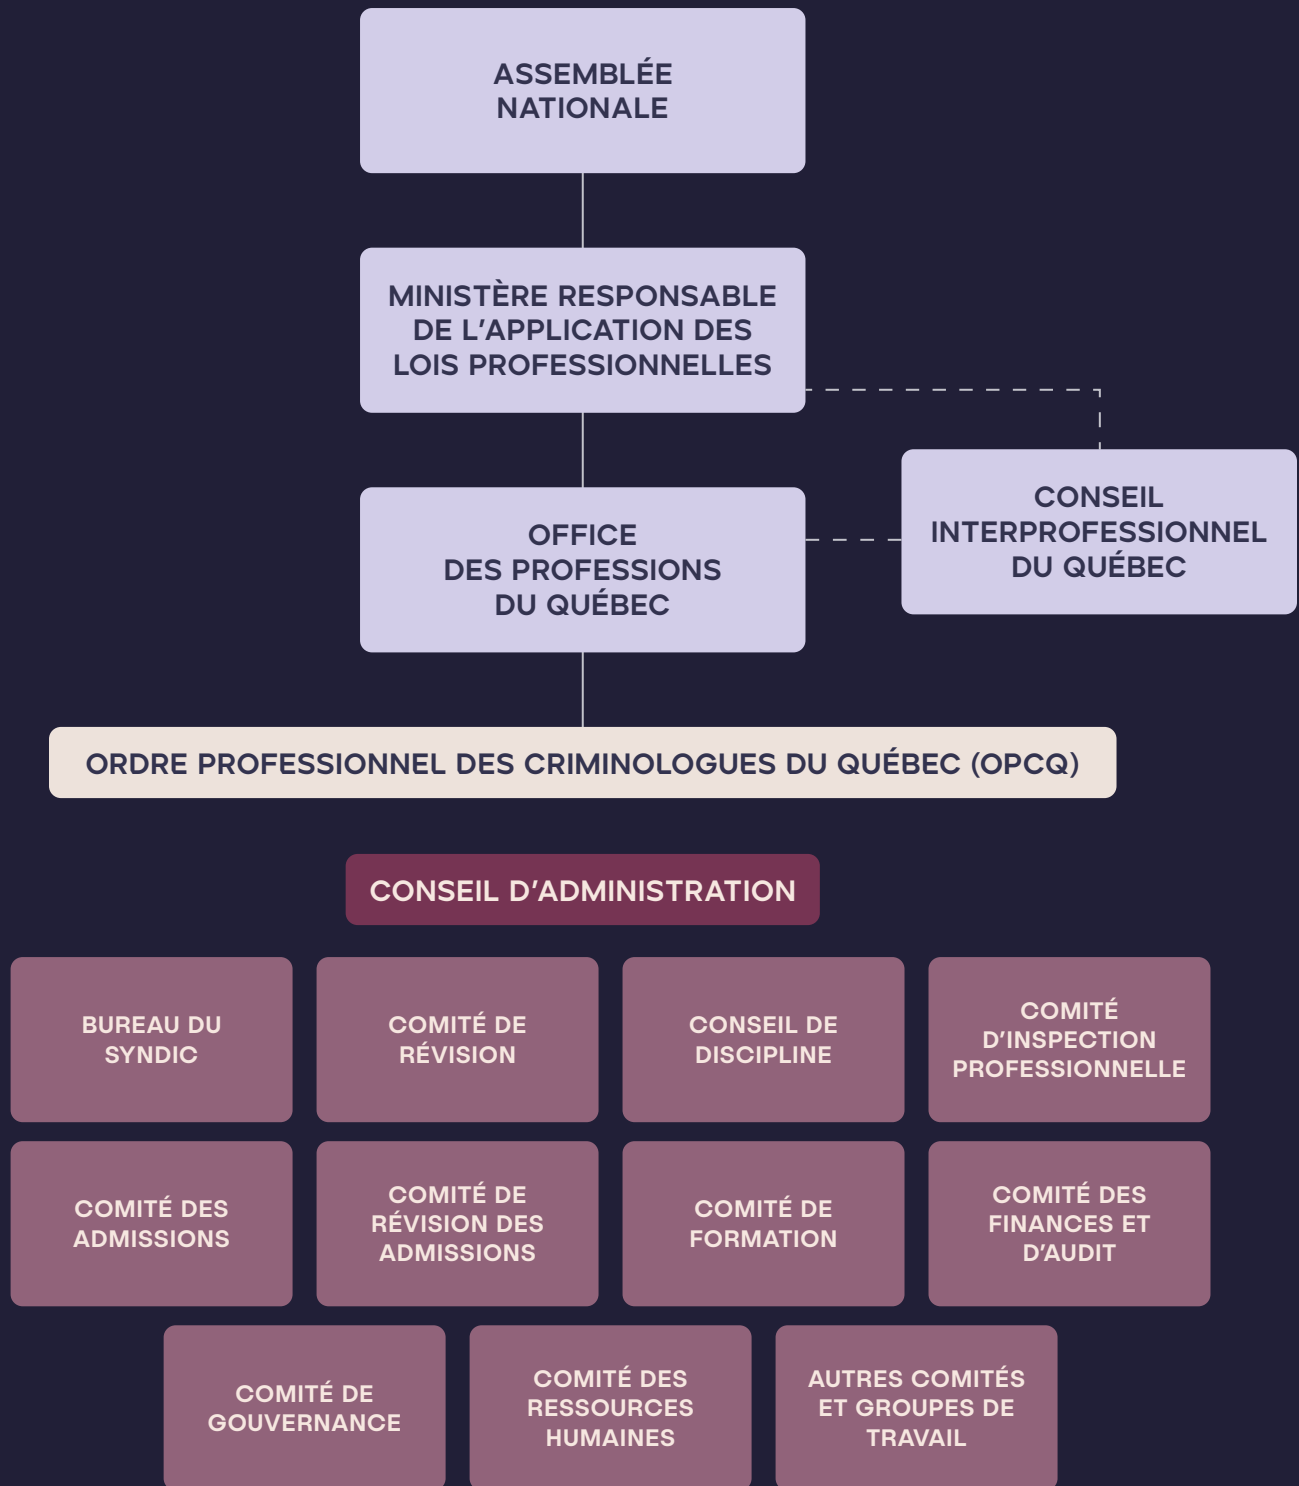 ASSEMBLÉE
NATIONALE
MINISTÈRE RESPONSABLE
DE L’APPLICATION DES
LOIS PROFESSIONNELLES
OFFICE
DES PROFESSIONS
DU QUÉBEC
CONSEIL
INTERPROFESSIONNEL
DU QUÉBEC
ORDRE PROFESSIONNEL DES CRIMINOLOGUES DU QUÉBEC (OPCQ)
CONSEIL D’ADMINISTRATION
BUREAU DU
SYNDIC
COMITÉ DE
RÉVISION
CONSEIL DE
DISCIPLINE
COMITÉ
D’INSPECTION
PROFESSIONNELLE
COMITÉ DES
ADMISSIONS
COMITÉ DE
RÉVISION DES
ADMISSIONS
COMITÉ DE
FORMATION
COMITÉ DES
FINANCES ET
D’AUDIT
COMITÉ DE
GOUVERNANCE
COMITÉ DES
RESSOURCES
HUMAINES
AUTRES COMITÉS
ET GROUPES DE
TRAVAIL